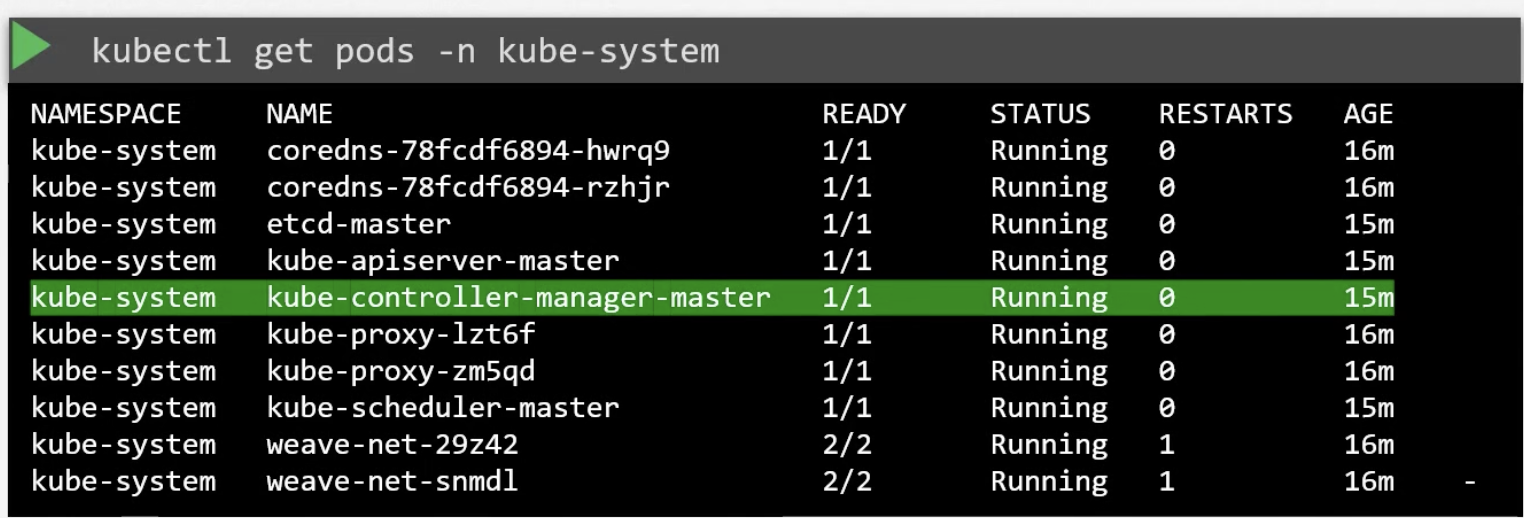 kubectl get pods -n kube-system
NAMESPACE NAME READY STATUS RESTARTS AGE
kube-system coredns-78fcdf6894-hwrq9 1/1 Running 0 16m
kube-system coredns-78fcdf6894-rzhjr 1/1 Running 0 16m
kube-system etcd-master 1/1 Running 0 15m
kube-system kube-apiserver-master 1/1 Running 0 15m
kube-system kube-controller-manager-master 1/1 Running 0 15m
kube-system kube-proxy-lzt6f 1/1 Running 0 16m
kube-system kube-proxy-zm5qd 1/1 Running 0 16m
kube-system kube-scheduler-master 1/1 Running 0 15m
kube-system weave-net-29z42 2/2 Running 1 16m
kube-system weave-net-snmdl 2/2 Running 1 16m -